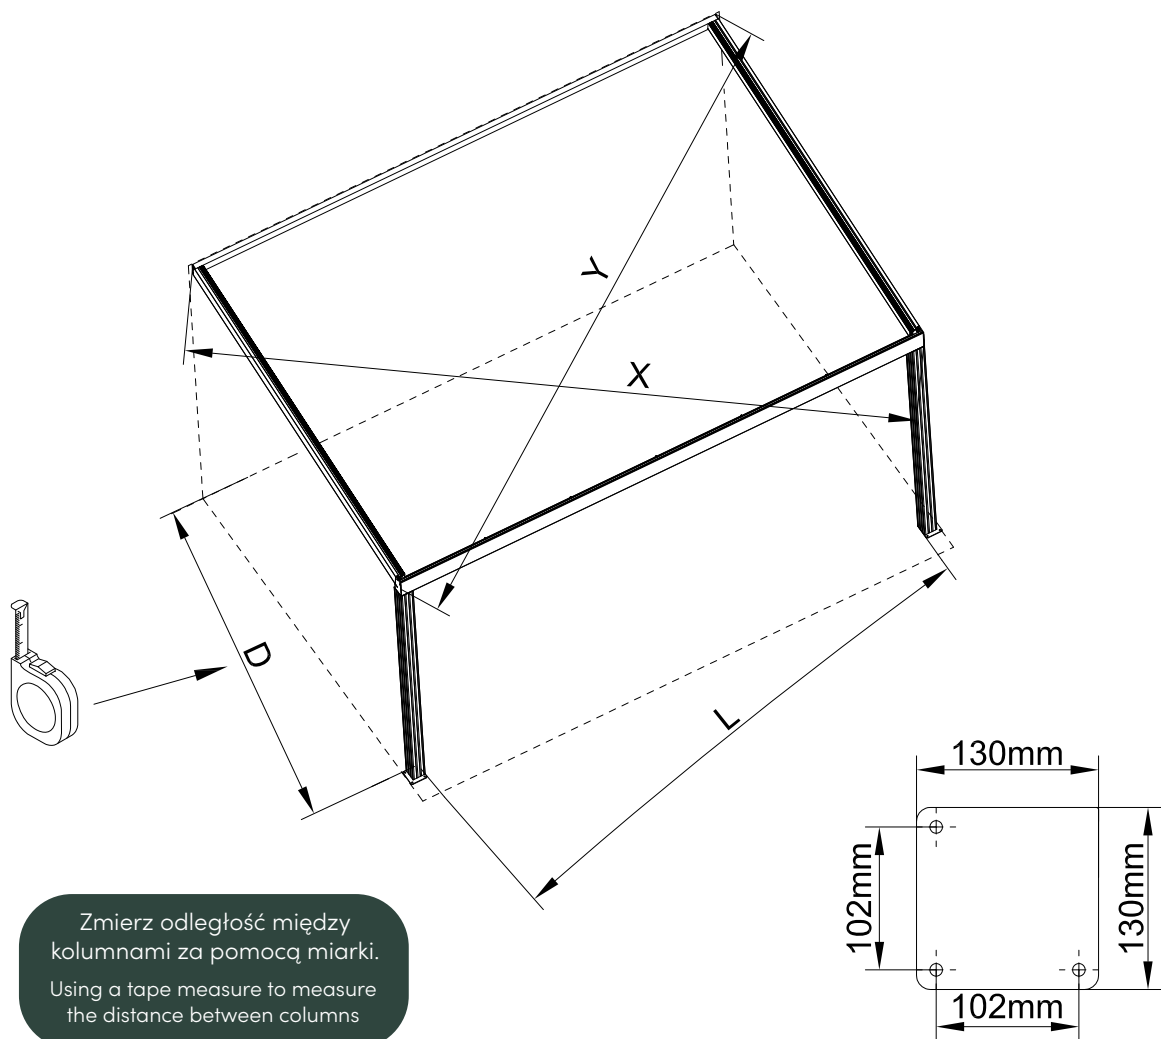 Y
X
D
L
130mm
102mm
130mm
102mm
Zmierz odległość między
kolumnami za pomocą miarki.
Using a tape measure to measure
the distance between columns